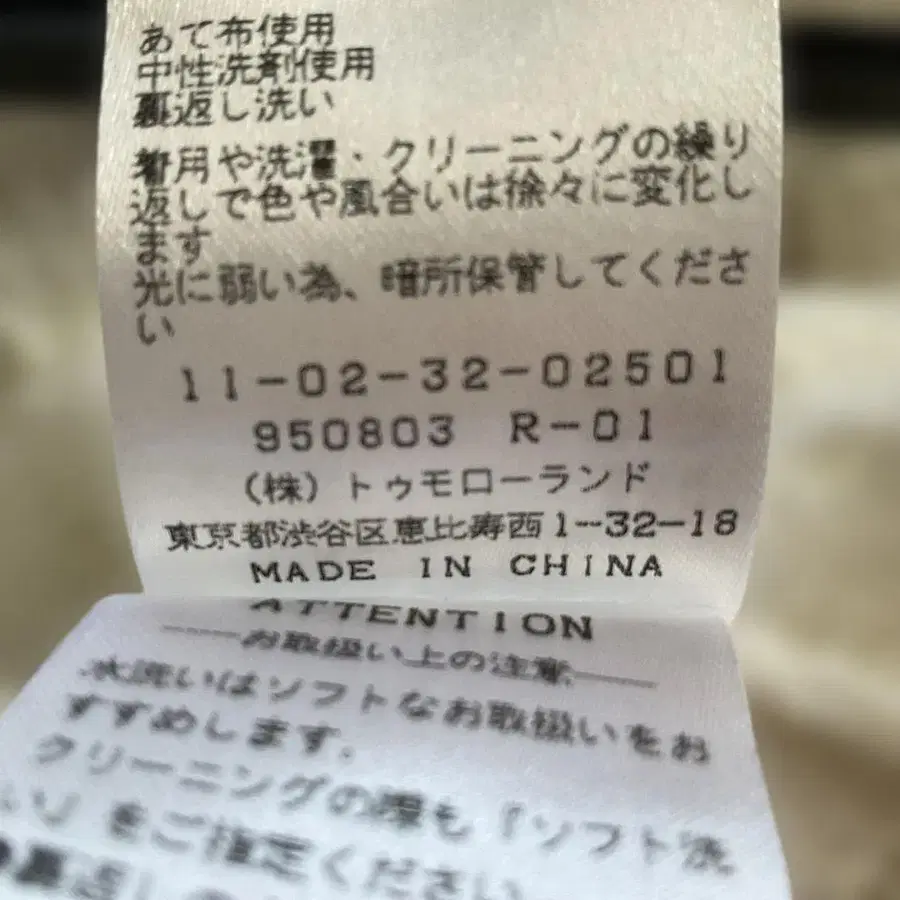 あて布使用
中性洗剤使用
裏返し洗い
着用や洗濯・クリーニングの繰り
返しで色や風合いは徐々に変化し
ます
光に弱い為、暗所保管してくださ
い
11-02-32-02501
950803 R-01
(株)トゥモローランド
東京都渋谷区恵比寿西1-32-18
MADE IN CHINA
ATTENTION
お取扱い上の注意
水洗いはソフトなお取扱いをお
すすめします.
クリーニングの際も「ソフト洗
い」をご指定ください
●裏返し